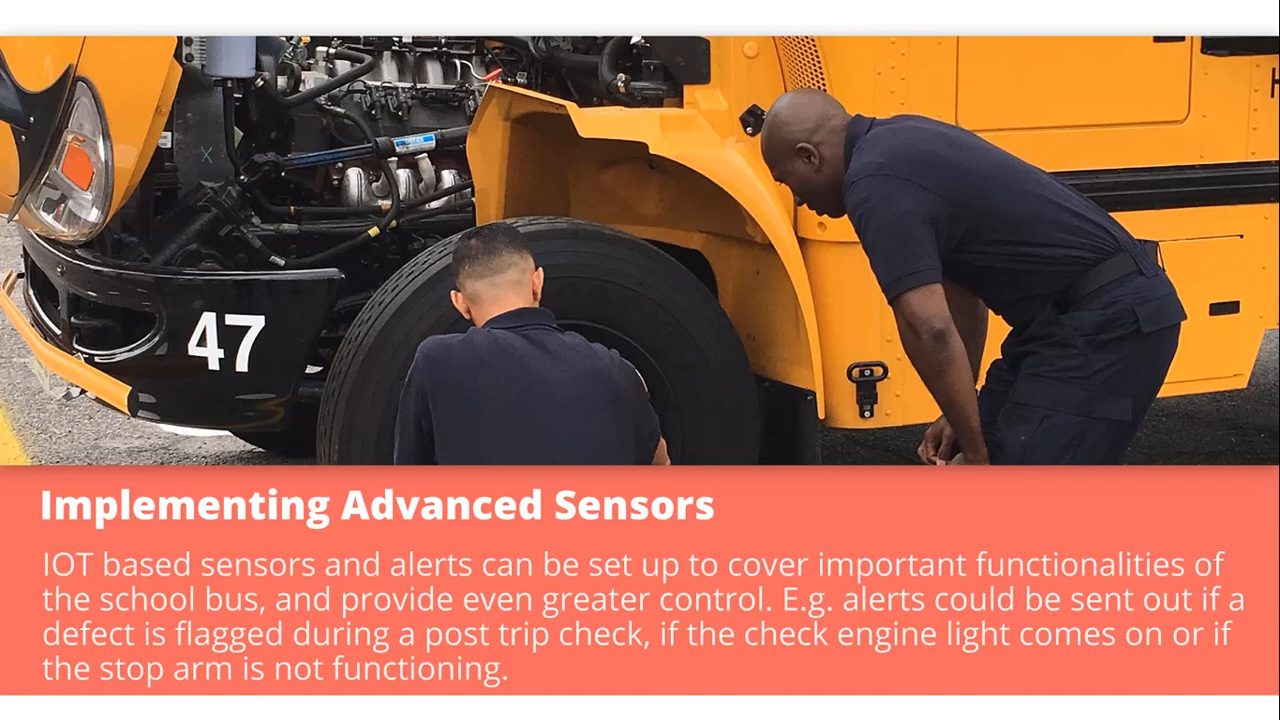 47
Implementing Advanced Sensors
IOT based sensors and alerts can be set up to cover important functionalities of
the school bus, and provide even greater control. E.g. alerts could be sent out if a
defect is flagged during a post trip check, if the check engine light comes on or if
the stop arm is not functioning.